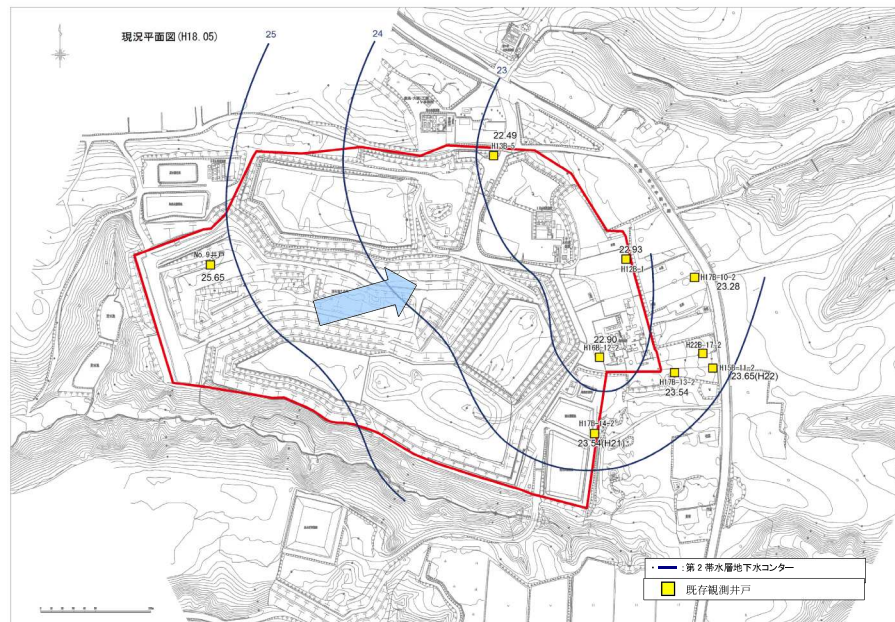 現況平面図(H18.05)
25
24
23
22.49
H13B-5
22.93
H12B-1
No.9井戸
25.65
H17B-10-2
23.28
22.90
H16B-12-2
H22B-17-2
H15B-11-2
23.65(H22)
H17B-13-2
23.54
H17B-14-2
23.54(H21)
:第2帯水層地下水コンター
既存観測井戸